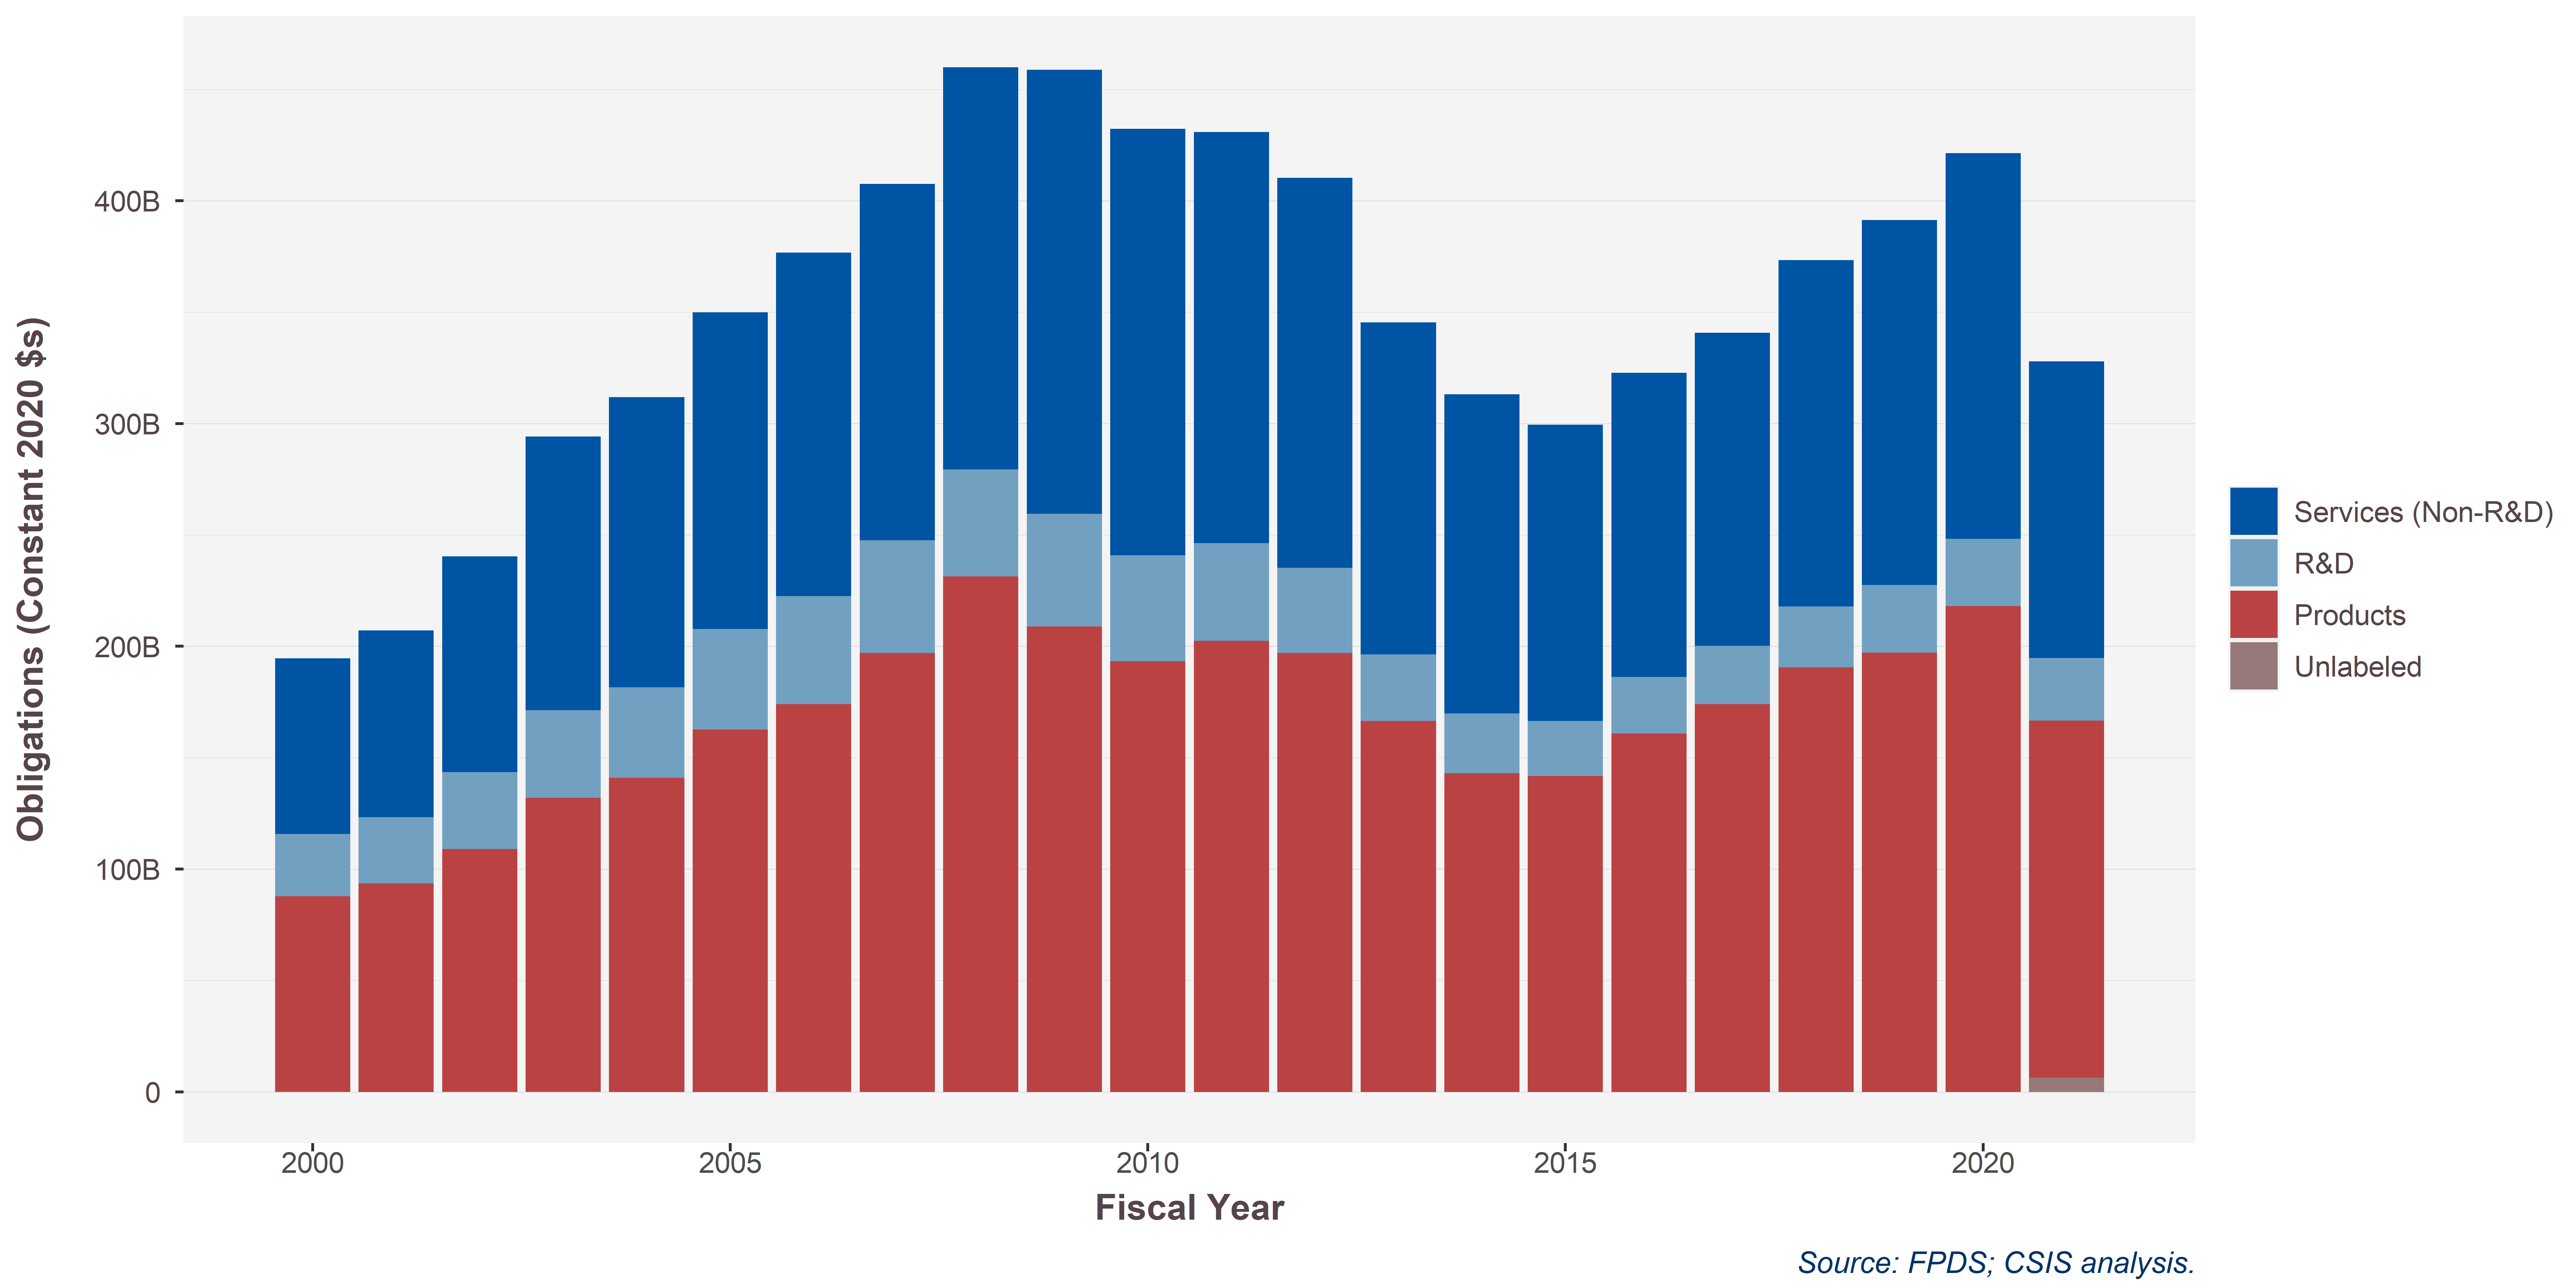 Obligations (Constant 2020 $s)
400B
300B
200B
100B
0
2000
2005
2010
2015
2020
Fiscal Year
Services (Non-R&D)
R&D
Products
Unlabeled
Source: FPDS; CSIS analysis.